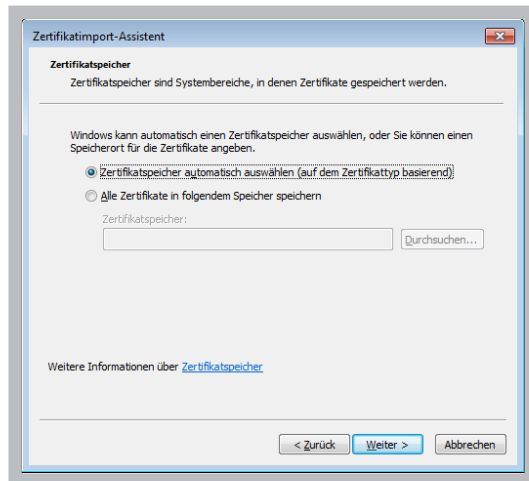 Zertifikatimport-Assistent
Zertifikatspeicher
Zertifikatspeicher sind Systembereiche, in denen Zertifikate gespeichert werden.
Windows kann automatisch einen Zertifikatspeicher auswählen, oder Sie können einen
Speicherort für die Zertifikate angeben.
Zertifikatspeicher automatisch auswählen (auf dem Zertifikattyp basierend)
Alle Zertifikate in folgendem Speicher speichern
Zertifikatspeicher:
Durchsuchen...
Weitere Informationen über Zertifikatspeicher
< Zurück Weiter > Abbrechen